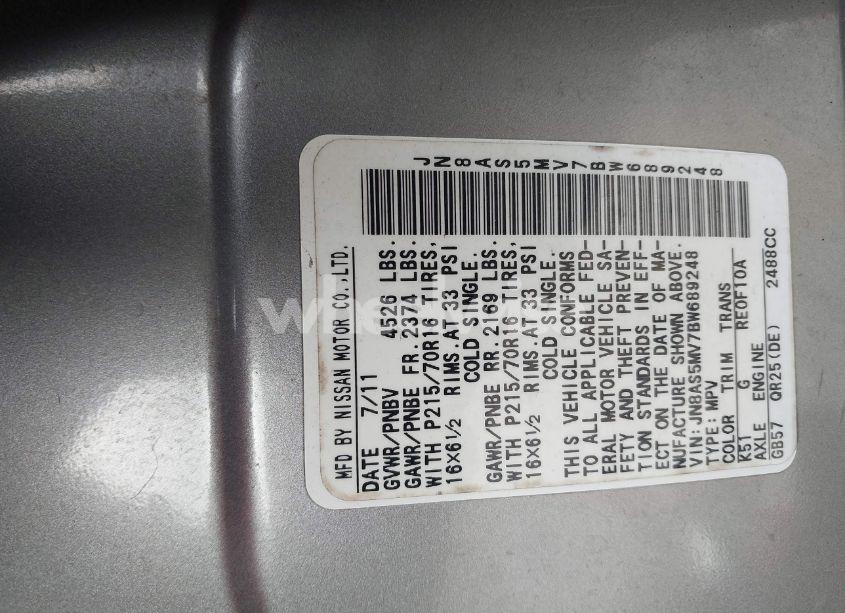 JN8AS5MV7BW689248
MFD BY NISSAN MOTOR CO.,LTD.
DATE 7/11
GVWR/PNBV 4526 LBS.
GAWR/PNBE FR. 2374 LBS.
WITH P215/70R16 TIRES,
16X6½ RIMS.AT 33 PSI
COLD SINGLE.
GAWR/PNBE RR. 2169 LBS.
WITH P215/70R16 TIRES,
16X6½ RIMS.AT 33 PSI
COLD SINGLE.
THIS VEHICLE CONFORMS
TO ALL APPLICABLE FED-
ERAL MOTOR VEHICLE SA-
FETY AND THEFT PREVEN-
TION STANDARDS IN EFF-
ECT ON THE DATE OF MA-
NUFACTURE SHOWN ABOVE.
VIN:JN8AS5MV7BW689248
TYPE: MPV
COLOR TRIM TRANS
K51 G RE0F10A
AXLE ENGINE
GB57 QR25(DE) 2488CC